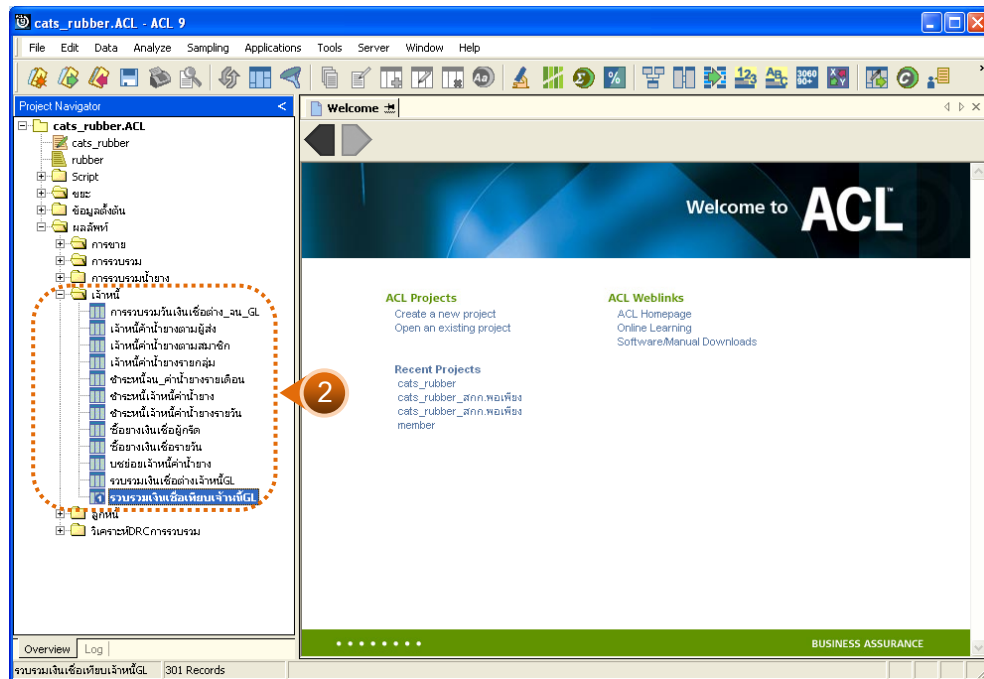 cats_rubber.ACL - ACL 9
File Edit Data Analyze Sampling Applications Tools Server Window Help
Project Navigator <
Welcome
cats_rubber.ACL
cats_rubber
rubber
Script
ขยะ
ข้อมูลตั้งต้น
ผลลัพท์
การขาย
การรวบรวม
การรวบรวมน้ำยาง
เจ้าหนี้
การรวบรวมวันเงินเชื่อต่าง_จน_GL
เจ้าหนี้ค่าน้ำยางตามผู้ส่ง
เจ้าหนี้ค่าน้ำยางตามสมาชิก
เจ้าหนี้ค่าน้ำยางรายกลุ่ม
ชำระหนี้จน_ค่าน้ำยางรายเดือน
ชำระหนี้เจ้าหนี้ค่าน้ำยาง
ชำระหนี้เจ้าหนี้ค่าน้ำยางรายวัน
ซื้อยางเงินเชื่อผู้กรีด
ซื้อยางเงินเชื่อรายวัน
บชย่อยเจ้าหนี้ค่าน้ำยาง
รวบรวมเงินเชื่อต่างเจ้าหนี้GL
รวบรวมเงินเชื่อเทียบเจ้าหนี้GL
ลูกหนี้
วิเคราะห์DRCการรวบรวม
2
Welcome to ACL™
ACL Projects
Create a new project
Open an existing project
Recent Projects
cats_rubber
cats_rubber_สกก.พอเพียง
cats_rubber_สกก.พอเพียง
member
ACL Weblinks
ACL Homepage
Online Learning
Software/Manual Downloads
BUSINESS ASSURANCE
Overview Log
รวบรวมเงินเชื่อเทียบเจ้าหนี้GL 301 Records